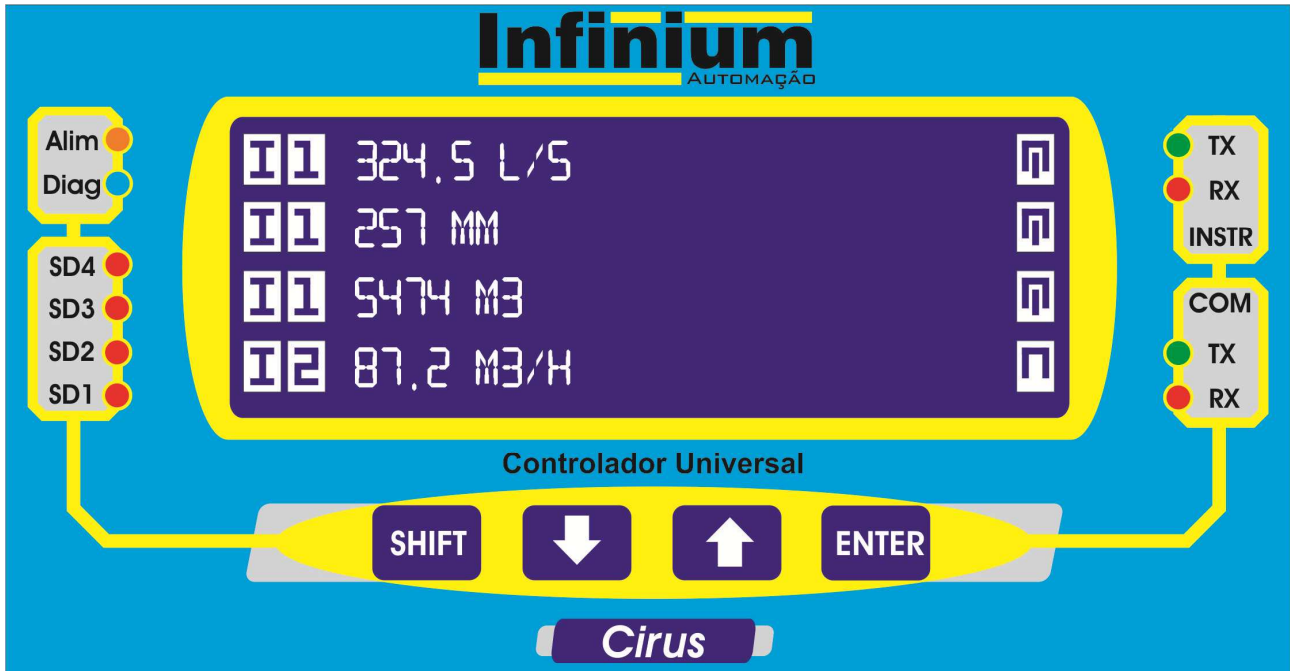 Infinium
AUTOMAÇÃO
Alim
Diag
SD4
SD3
SD2
SD1
I1 324.5 L/S
I1 257 MM
I1 5474 M3
I2 87.2 M3/H
TX
RX
INSTR
COM
TX
RX
Controlador Universal
SHIFT
ENTER
Cirus